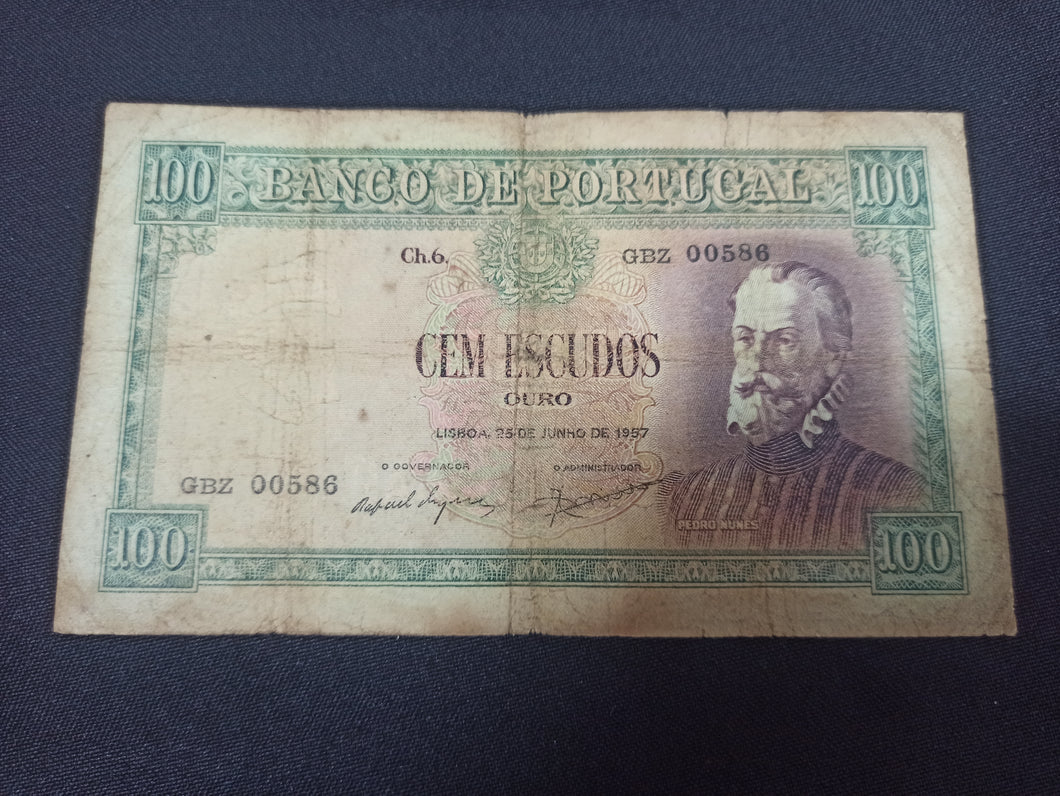 100 BANCO DE PORTUGAL 100
Ch.6. GBZ 00586
CEM ESCUDOS
OURO
LISBOA, 25 DE JUNHO DE 1957
O GOVERNADOR O ADMINISTRADOR
GBZ 00586
PEDRO NUNES
100 100